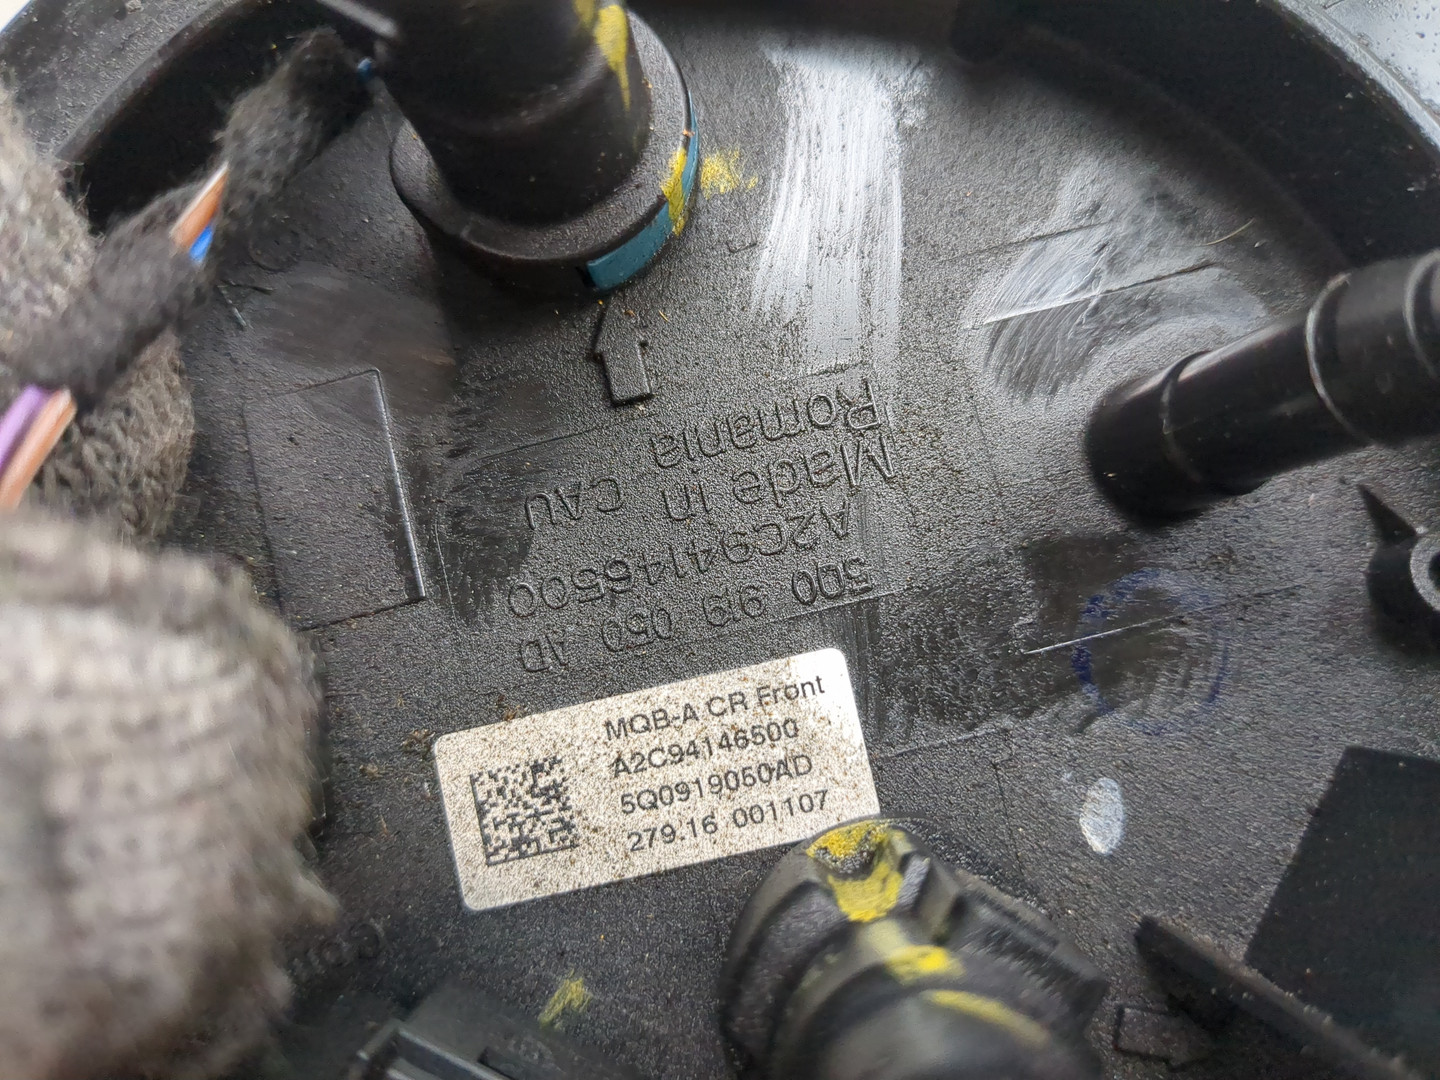 MQB-A CR Front
A2C94146500
5Q0919050AD
279.16 001107
5Q0 919 050 AD
A2C94146500
Made in CAU
Romania